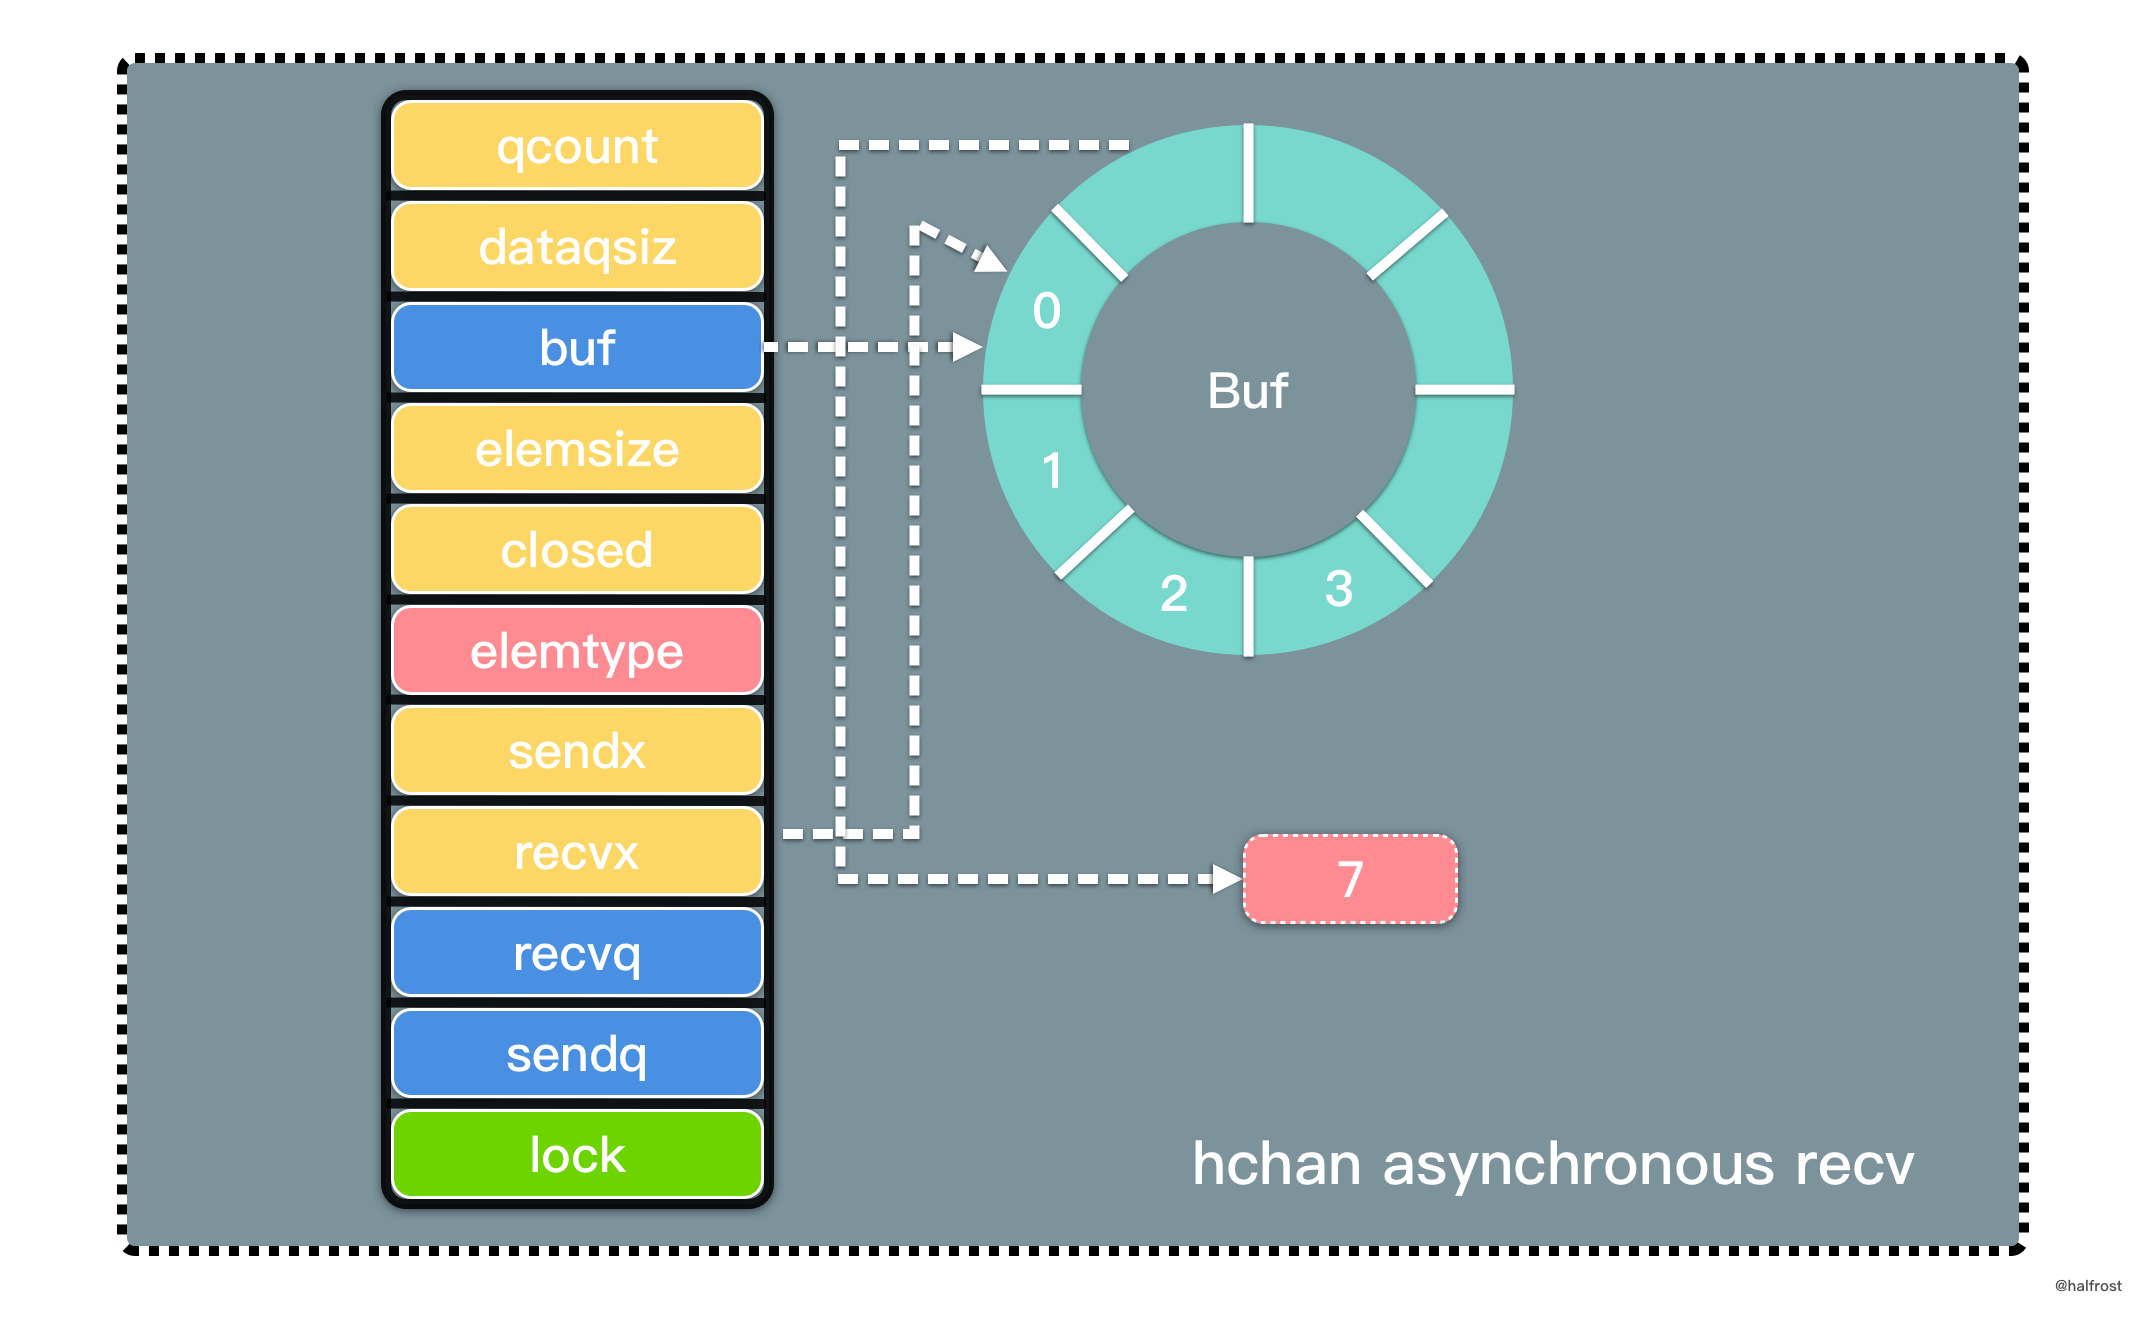 qcount
dataqsiz
buf
elemsize
closed
elemtype
sendx
recvx
recvq
sendq
lock
0
1
2
3
Buf
7
hchan asynchronous recv
@halfrost